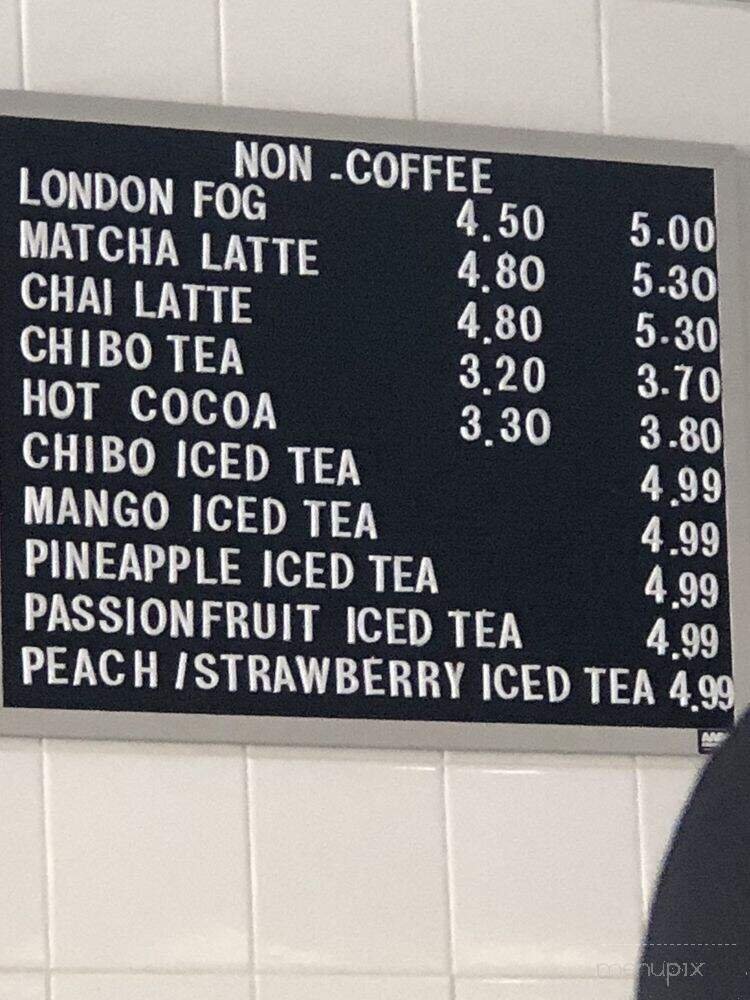 NON -COFFEE
LONDON FOG 4.50 5.00
MATCHA LATTE 4.80 5.30
CHAI LATTE 4.80 5.30
CHIBO TEA 3.20 3.70
HOT COCOA 3.30 3.80
CHIBO ICED TEA 4.99
MANGO ICED TEA 4.99
PINEAPPLE ICED TEA 4.99
PASSIONFRUIT ICED TEA 4.99
PEACH /STRAWBERRY ICED TEA 4.99
menupix